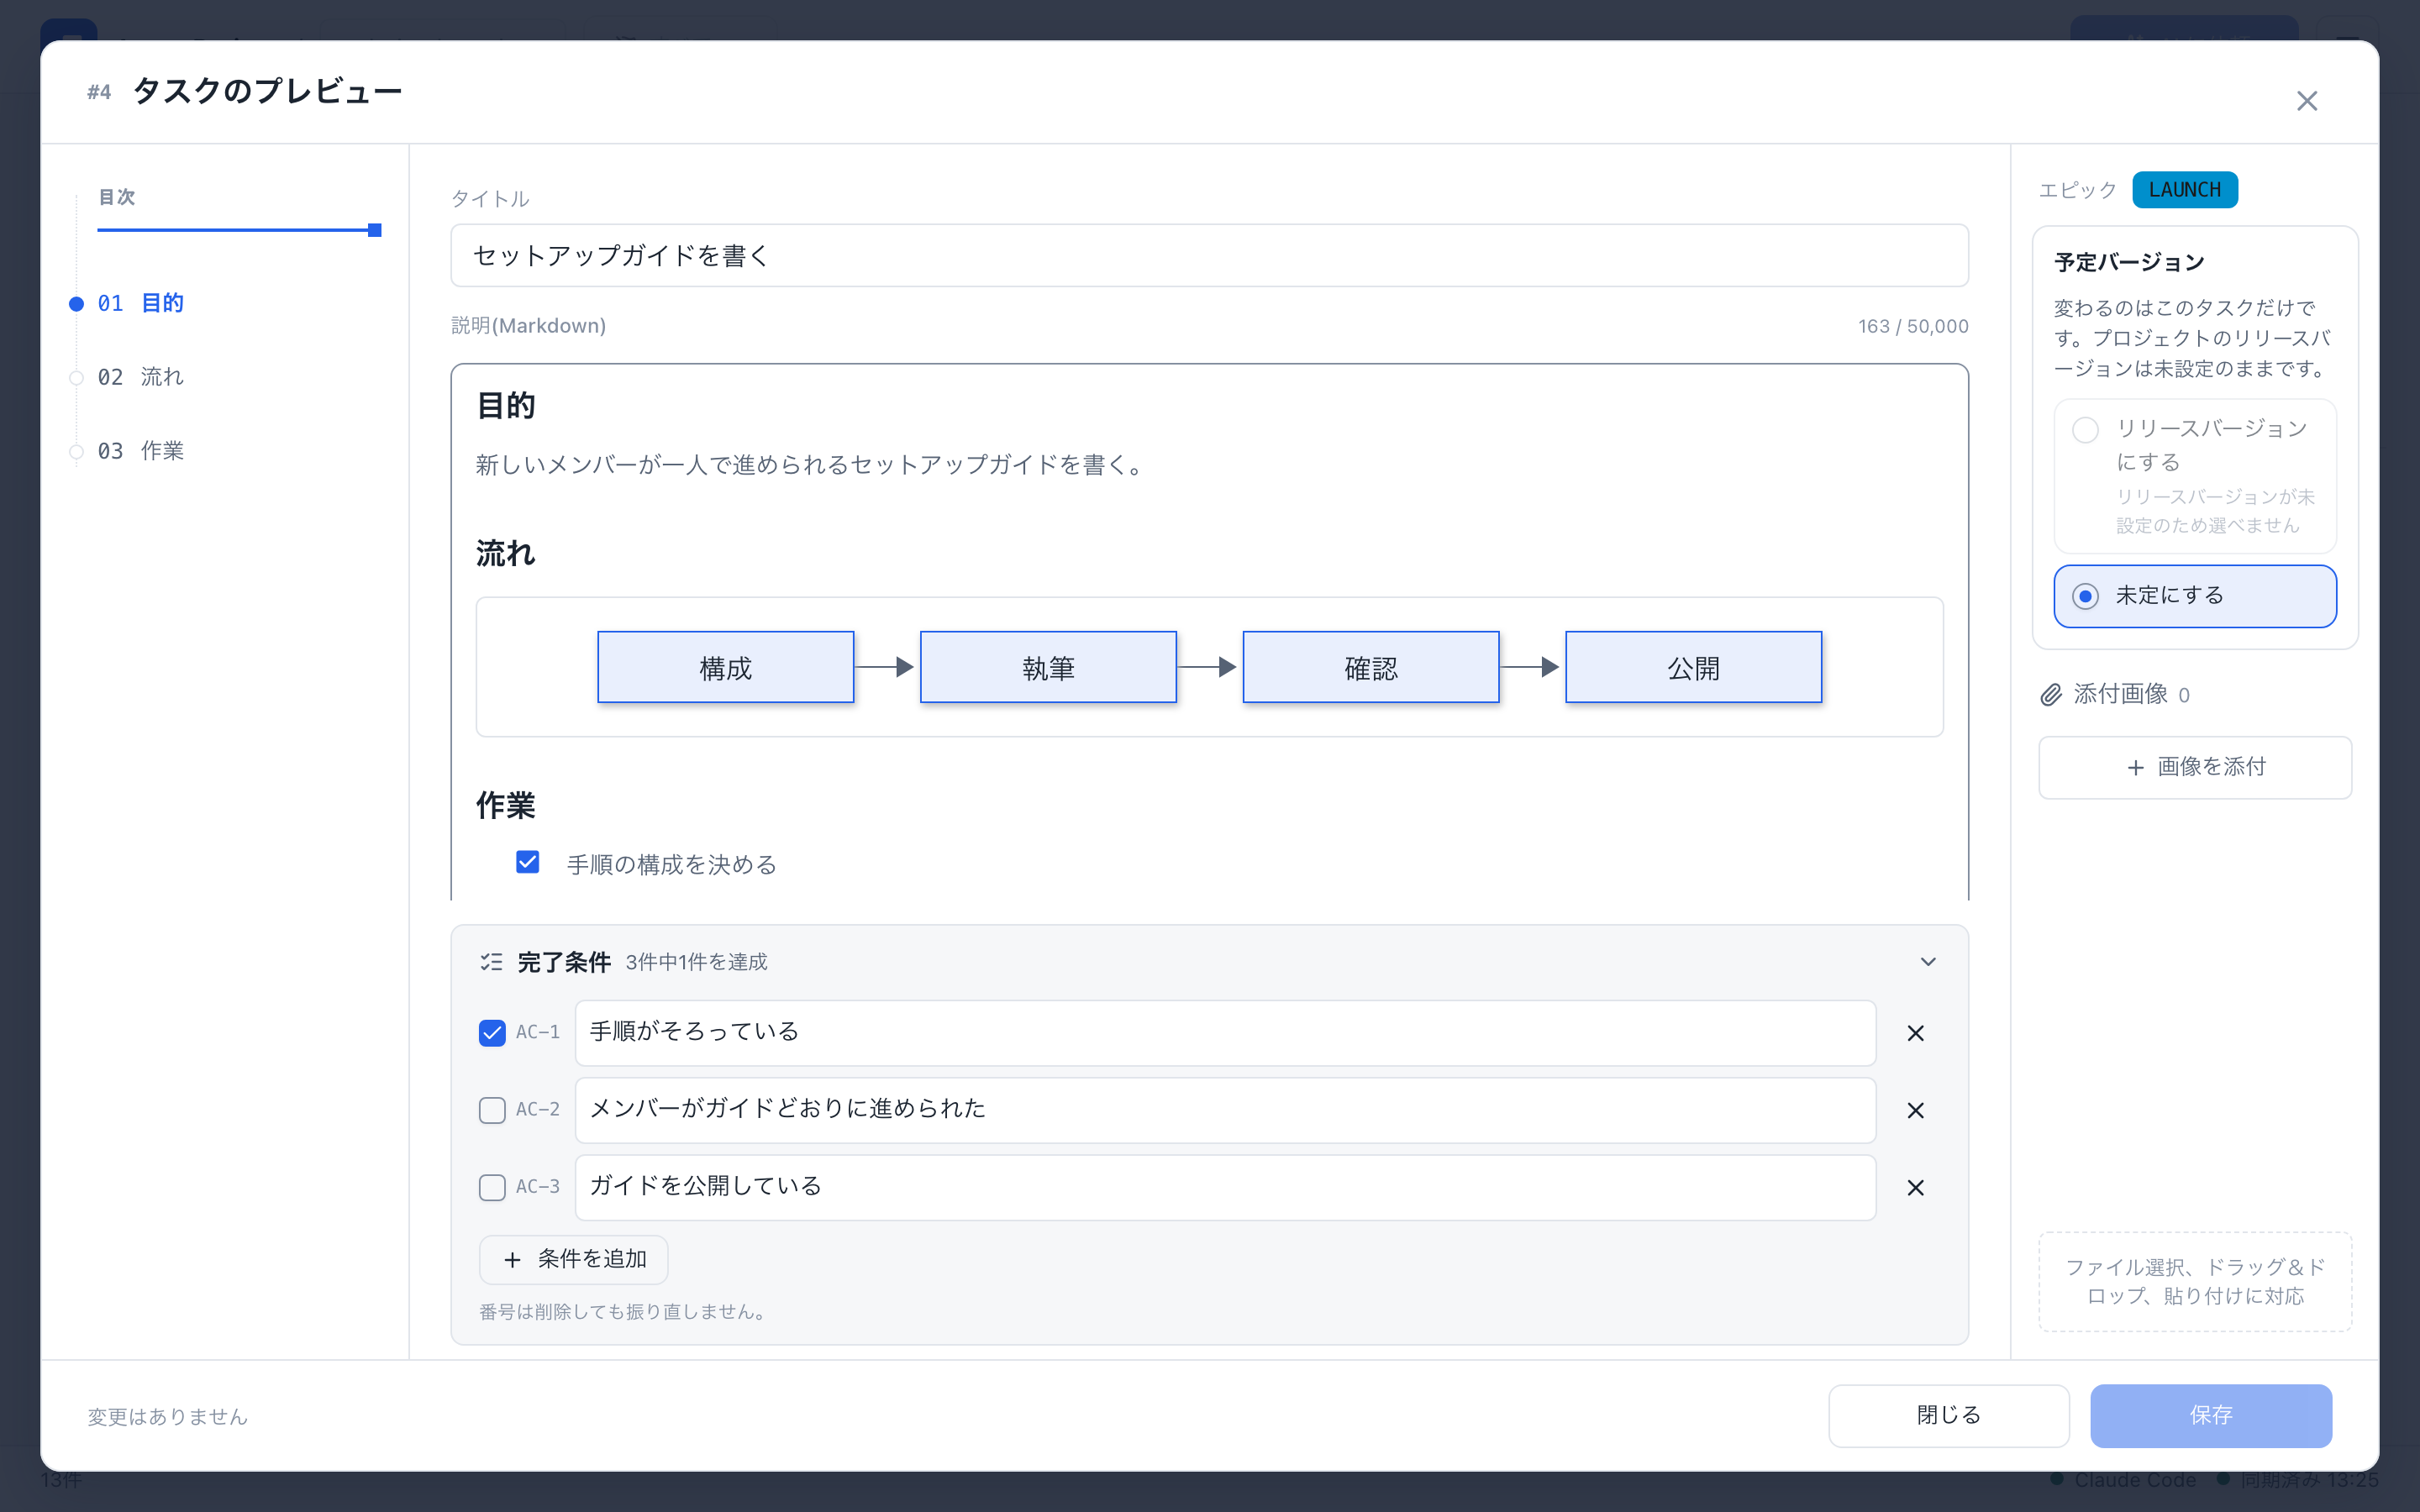 #4 タスクのプレビュー
目次
01 目的
02 流れ
03 作業
タイトル
セットアップガイドを書く
説明(Markdown)
163 / 50,000
目的
新しいメンバーが一人で進められるセットアップガイドを書く。
流れ
構成
執筆
確認
公開
作業
手順の構成を決める
完了条件 3件中1件を達成
AC-1 手順がそろっている
AC-2 メンバーがガイドどおりに進められた
AC-3 ガイドを公開している
条件を追加
番号は削除しても振り直しません。
エピック LAUNCH
予定バージョン
変わるのはこのタスクだけで
す。プロジェクトのリリースバ
ージョンは未設定のままです。
リリースバージョン
にする
リリースバージョンが未
設定のため選べません
未定にする
添付画像 0
画像を添付
ファイル選択、ドラッグ&ド
ロップ、貼り付けに対応
変更はありません
閉じる
保存
13件
Claude Code
同期済み 13:25